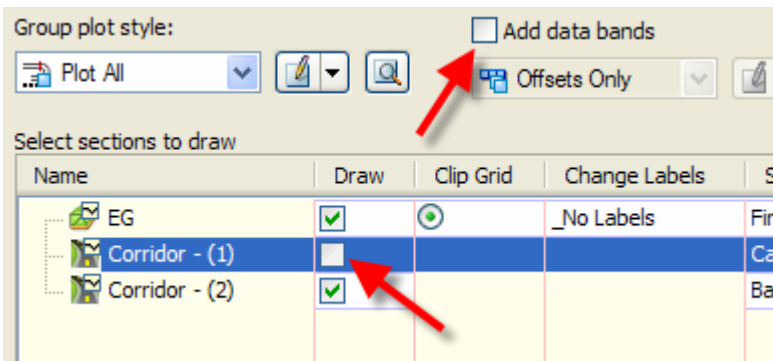 Group plot style:
Add data bands
Plot All
Offsets Only
Select sections to draw
Name Draw Clip Grid Change Labels
EG _No Labels
Corridor - (1)
Corridor - (2)